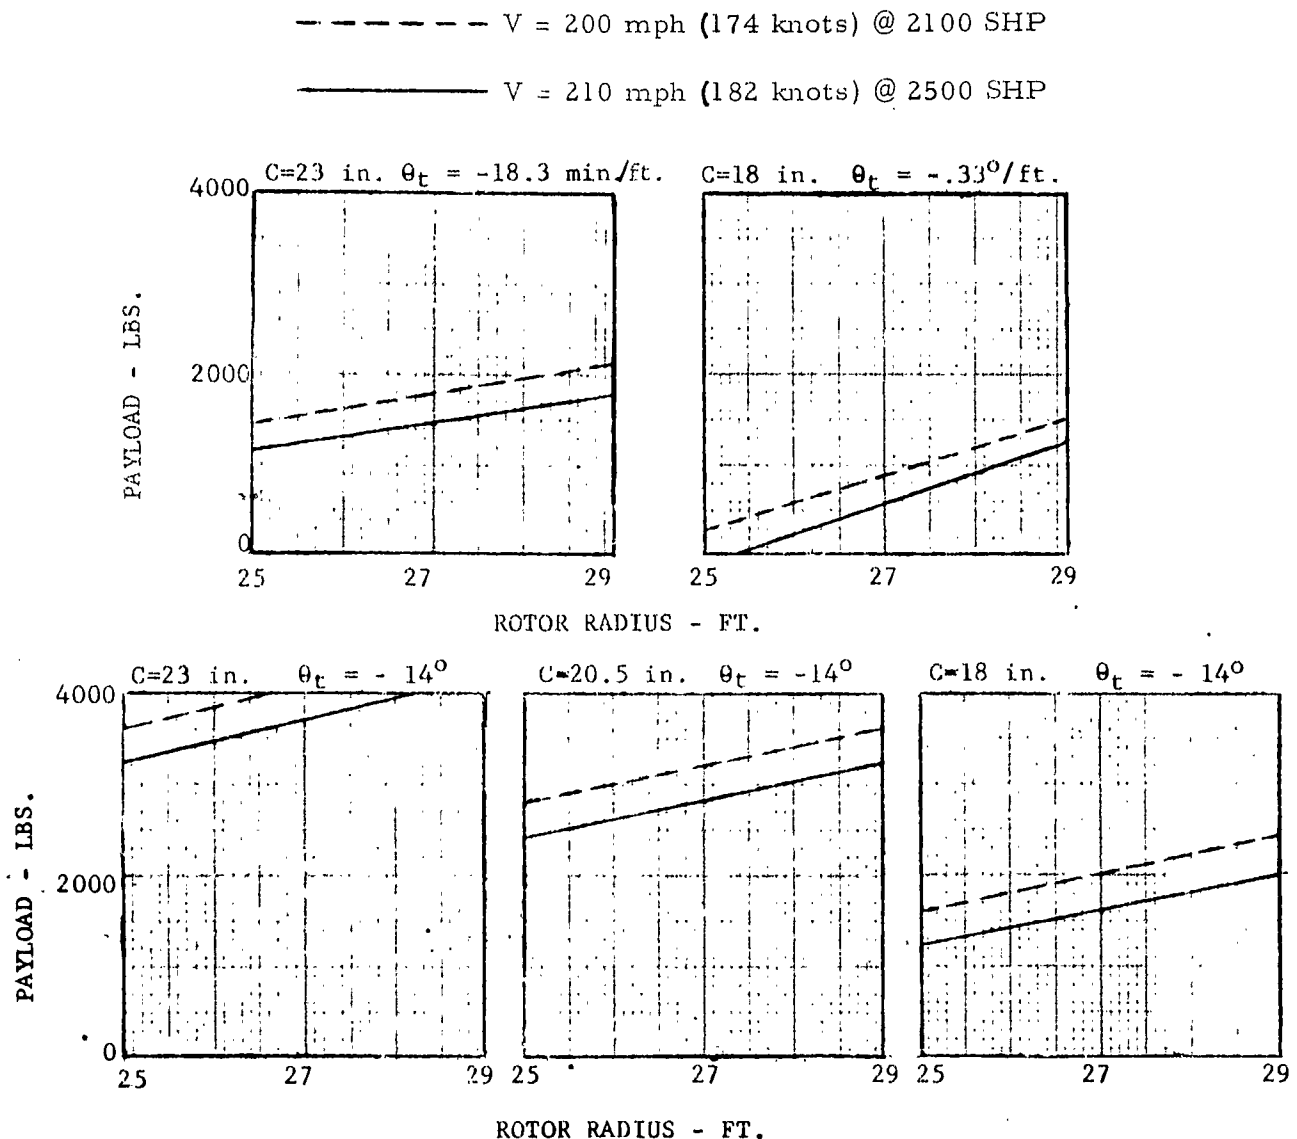 V = 200 mph (174 knots) @ 2100 SHP
V = 210 mph (182 knots) @ 2500 SHP
C=23 in. θt = -18.3 min./ft.
C=18 in. θt = -.33°/ft.
4000
2000
0
PAYLOAD - LBS.
25 27 29
25 27 29
ROTOR RADIUS - FT.
C=23 in. θt = - 14°
C=20.5 in. θt = -14°
C=18 in. θt = - 14°
4000
2000
0
PAYLOAD - LBS.
25 27 29
25 27 29
25 27 29
ROTOR RADIUS - FT.